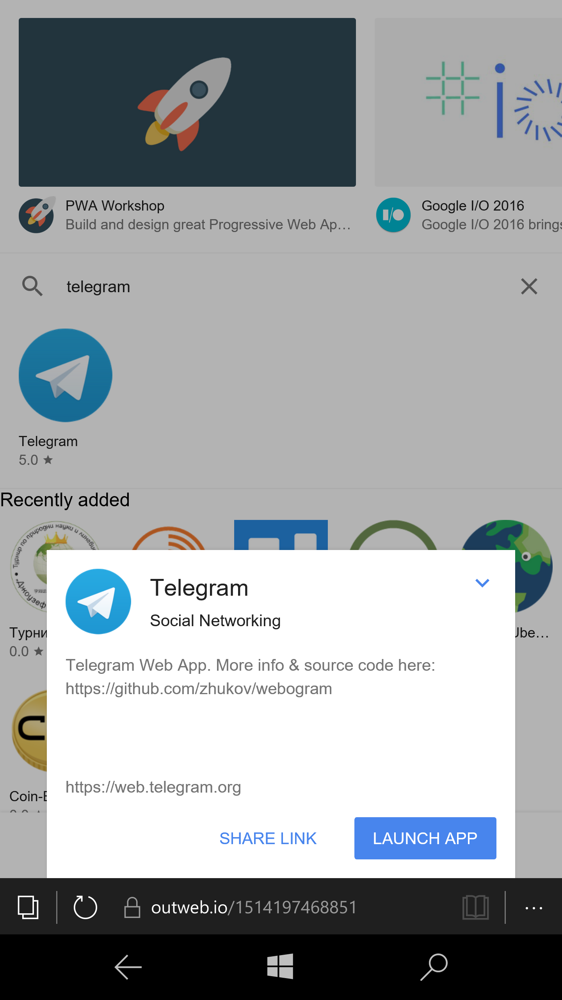 #io
PWA Workshop
Build and design great Progressive Web Ap...
I/O
Google I/O 2016
Google I/O 2016 brings
telegram
Telegram
5.0 ★
Recently added
Турнир по природни науки и лингвис
• "Джоузеф
Турни
0.0 ★
Ube...
Telegram
Social Networking
Telegram Web App. More info & source code here:
https://github.com/zhukov/webogram
https://web.telegram.org
Coin-E
SHARE LINK
LAUNCH APP
outweb.io/1514197468851